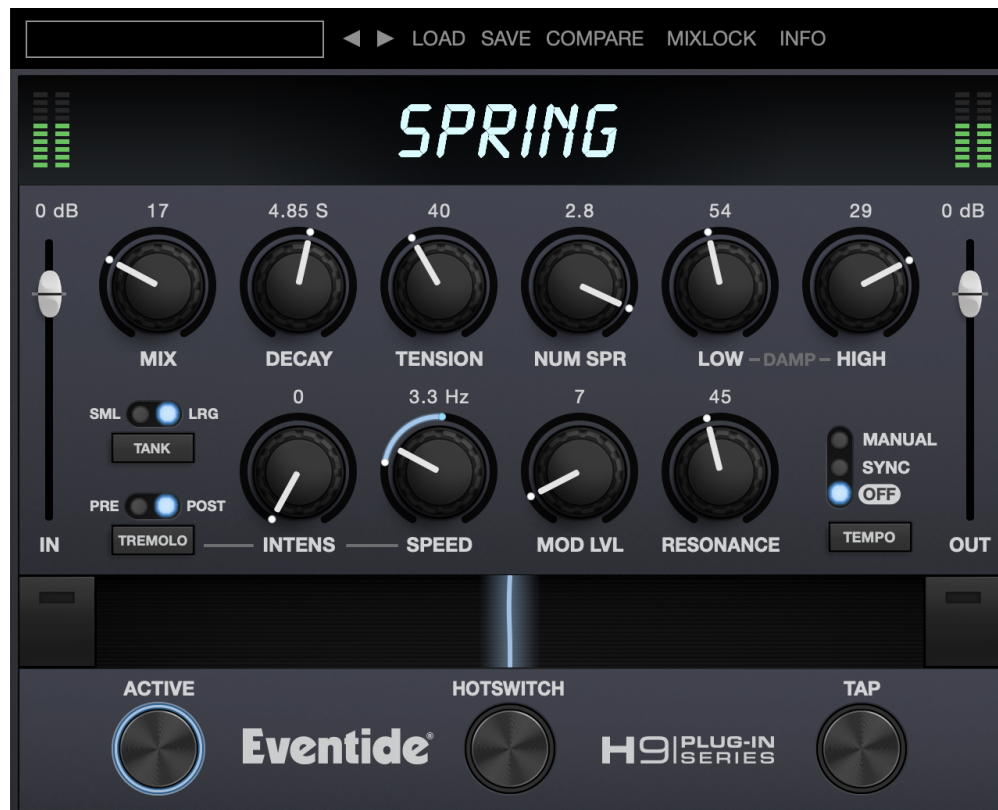 LOAD SAVE COMPARE MIXLOCK INFO
SPRING
0 dB 17 4.85 S 40 2.8 54 29 0 dB
MIX DECAY TENSION NUM SPR LOW DAMP HIGH
0 3.3 Hz 7 45
SML LRG
TANK
MANUAL
SYNC
OFF
PRE POST
TREMOLO
TEMPO
IN INTENS SPEED MOD LVL RESONANCE OUT
ACTIVE HOTSWITCH TAP
Eventide® H9 PLUG-IN
SERIES